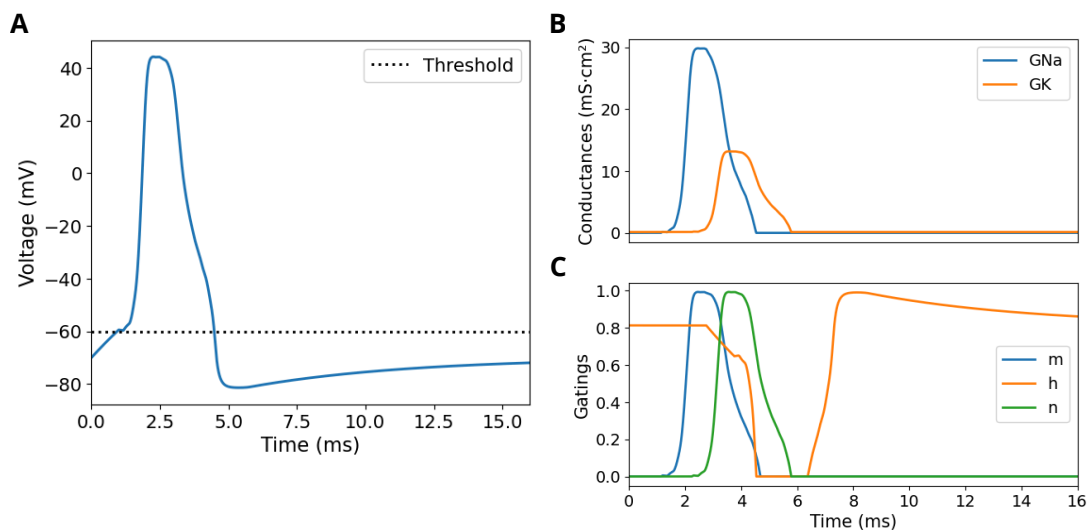 A
Voltage (mV)
40
20
0
−20
−40
−60
−80
Threshold
0.0 2.5 5.0 7.5 10.0 12.5 15.0
Time (ms)
B
Conductances (mS·cm²)
30
20
10
0
GNa
GK
C
Gatings
1.0
0.8
0.6
0.4
0.2
0.0
m
h
n
0 2 4 6 8 10 12 14 16
Time (ms)